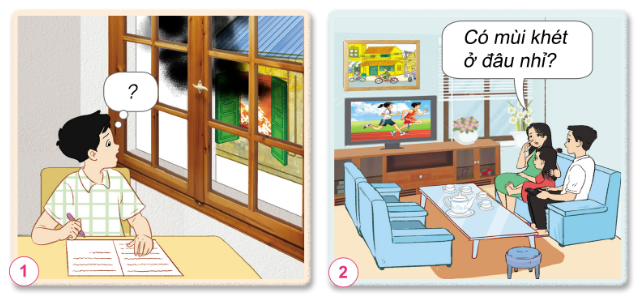 ?
1
Có mùi khét
ở đâu nhỉ?
2